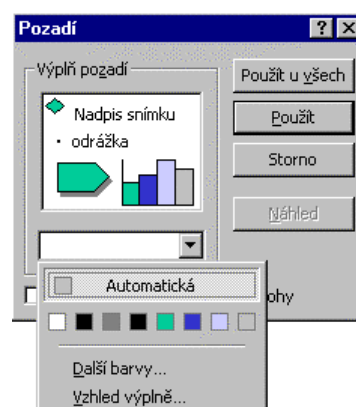 Pozadí
Výplň pozadí
Nadpis snímku
odrážka
Použít u všech
Použít
Storno
Náhled
Automatická
ohy
Další barvy...
Vzhled výplně...